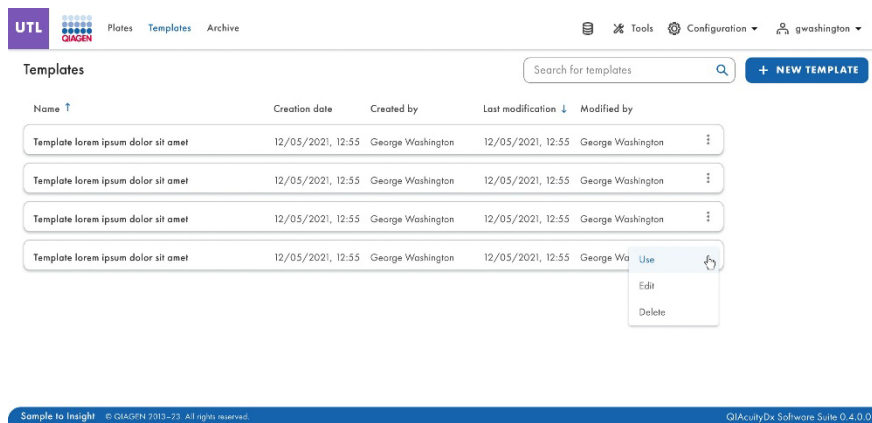 UTL QIAGEN Plates Templates Archive Tools Configuration gwashington
Templates Search for templates + NEW TEMPLATE
Name ↑ Creation date Created by Last modification ↓ Modified by
Template lorem ipsum dolor sit amet 12/05/2021, 12:55 George Washington 12/05/2021, 12:55 George Washington
Template lorem ipsum dolor sit amet 12/05/2021, 12:55 George Washington 12/05/2021, 12:55 George Washington
Template lorem ipsum dolor sit amet 12/05/2021, 12:55 George Washington 12/05/2021, 12:55 George Washington
Template lorem ipsum dolor sit amet 12/05/2021, 12:55 George Washington 12/05/2021, 12:55 George Wa
Use
Edit
Delete
Sample to Insight © QIAGEN 2013–23. All rights reserved. QIAcuityDx Software Suite 0.4.0.0